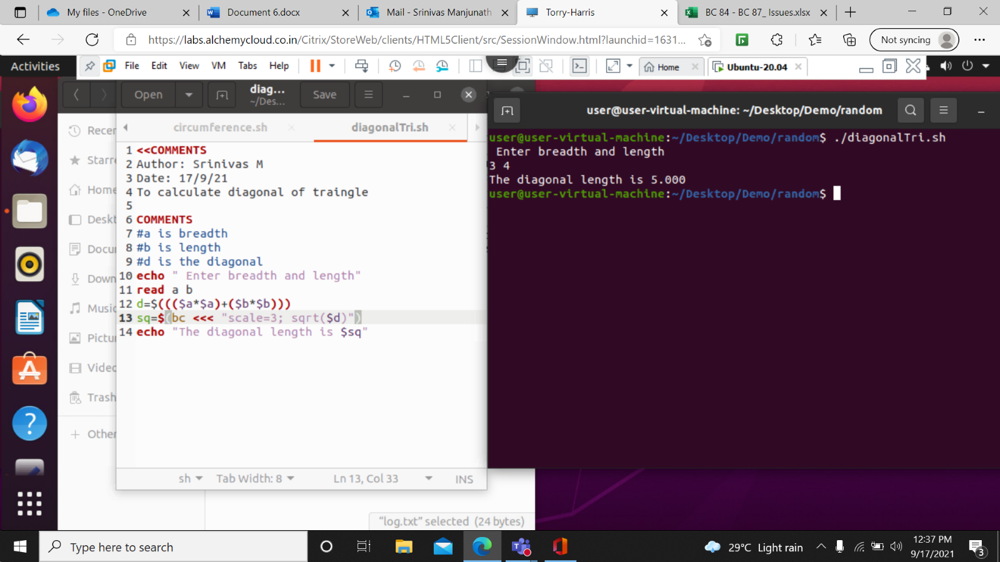 My files - OneDrive
Document 6.docx
Mail - Srinivas Manjunath
Torry-Harris
BC 84 - BC 87_ Issues.xlsx
https://labs.alchemycloud.co.in/Citrix/StoreWeb/clients/HTML5Client/src/SessionWindow.html?launchid=1631...
Not syncing
Activities
File Edit View VM Tabs Help
Home
Ubuntu-20.04
Open
diag...
~/Des...
Save
circumference.sh
diagonalTri.sh
Recer
Starre
Home
Deskt
Docu
Down
Music
Pictu
Video
Trash
Other
1 <<COMMENTS
2 Author: Srinivas M
3 Date: 17/9/21
4 To calculate diagonal of traingle
5
6 COMMENTS
7 #a is breadth
8 #b is length
9 #d is the diagonal
10 echo " Enter breadth and length"
11 read a b
12 d=$((($a*$a)+($b*$b)))
13 sq=$(bc <<< "scale=3; sqrt($d)")
14 echo "The diagonal length is $sq"
sh
Tab Width: 8
Ln 13, Col 33
INS
"log.txt" selected (24 bytes)
user@user-virtual-machine: ~/Desktop/Demo/random
user@user-virtual-machine:~/Desktop/Demo/random$ ./diagonalTri.sh
Enter breadth and length
3 4
The diagonal length is 5.000
user@user-virtual-machine:~/Desktop/Demo/random$
Type here to search
29°C Light rain
12:37 PM
9/17/2021
3